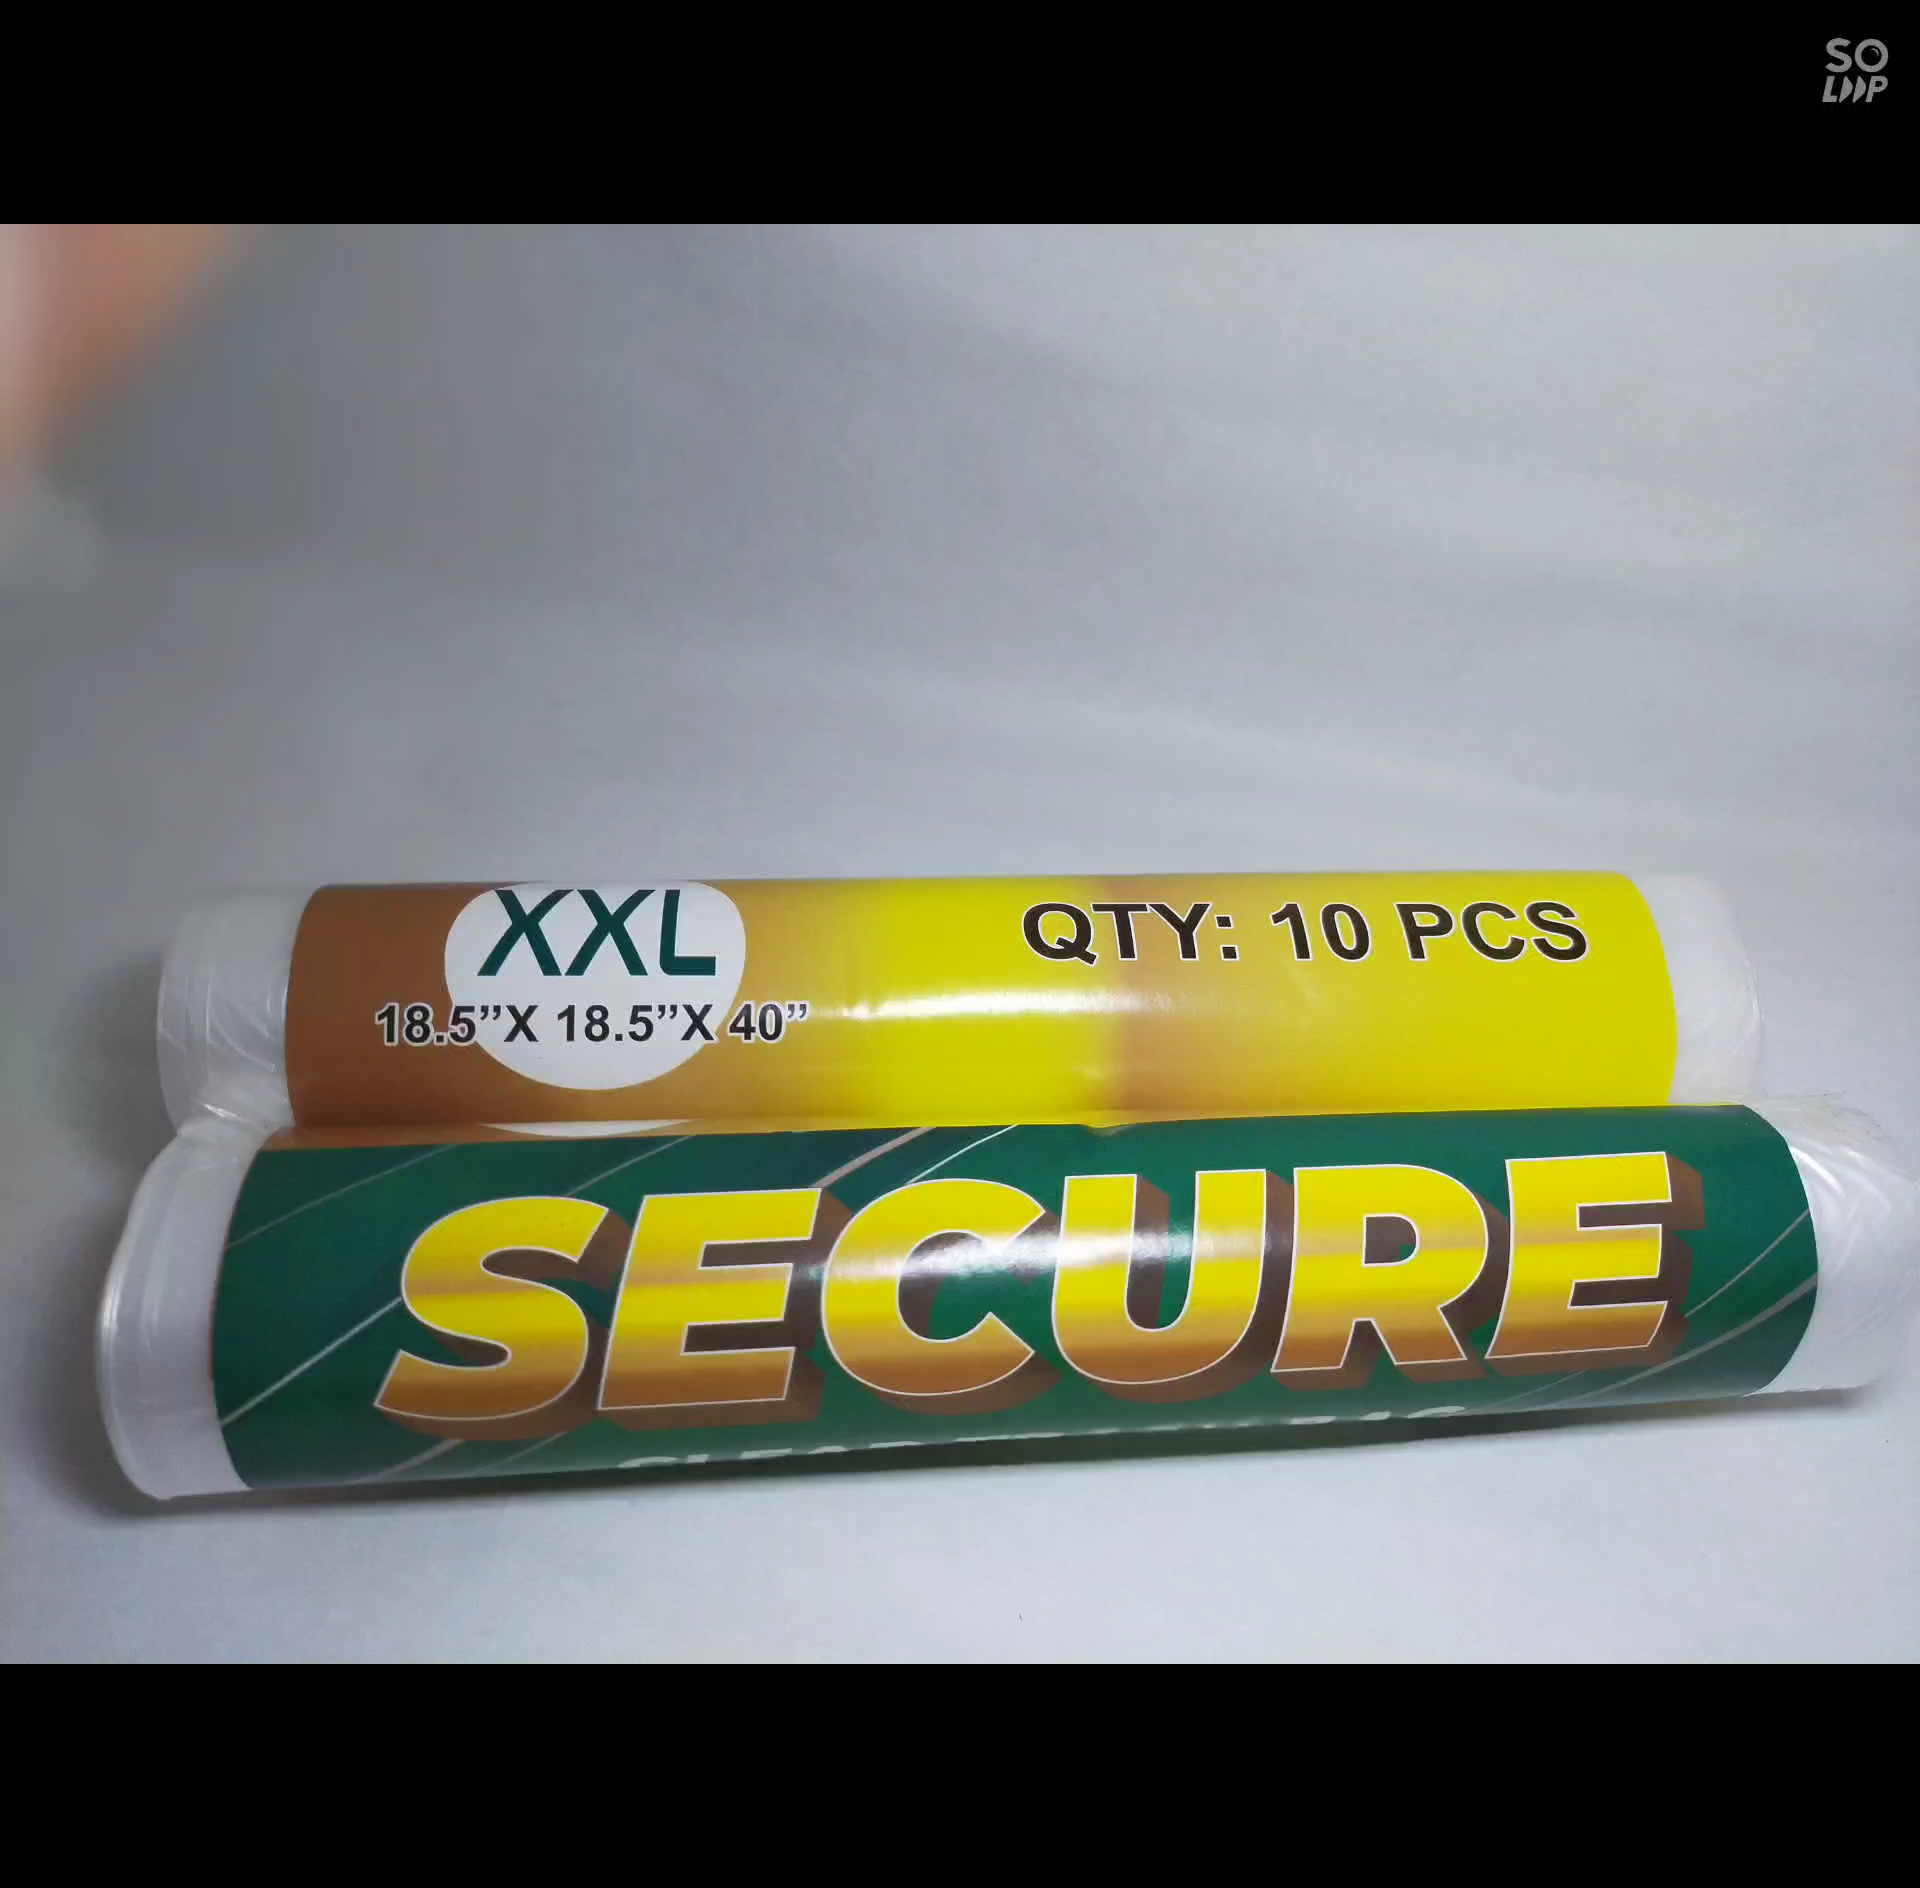 SO
LOOP
XXL
QTY: 10 PCS
18.5”X 18.5”X 40”
SECURE